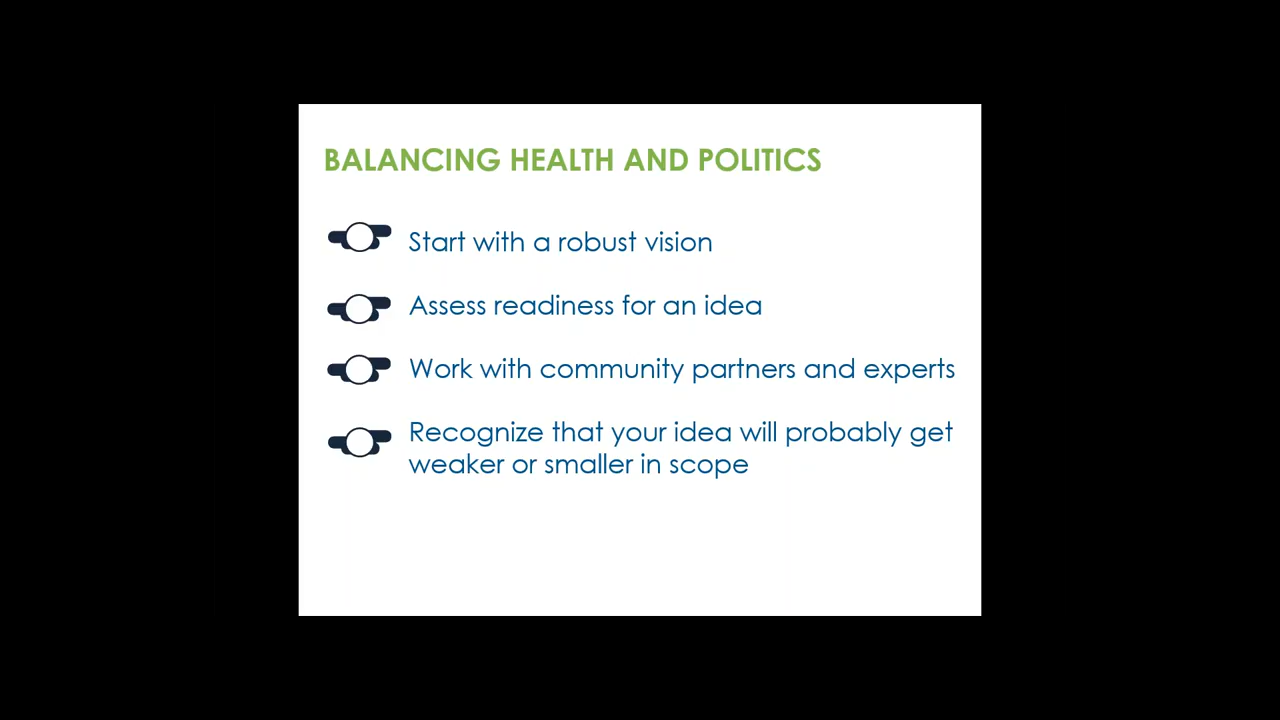 BALANCING HEALTH AND POLITICS
Start with a robust vision
Assess readiness for an idea
Work with community partners and experts
Recognize that your idea will probably get
weaker or smaller in scope